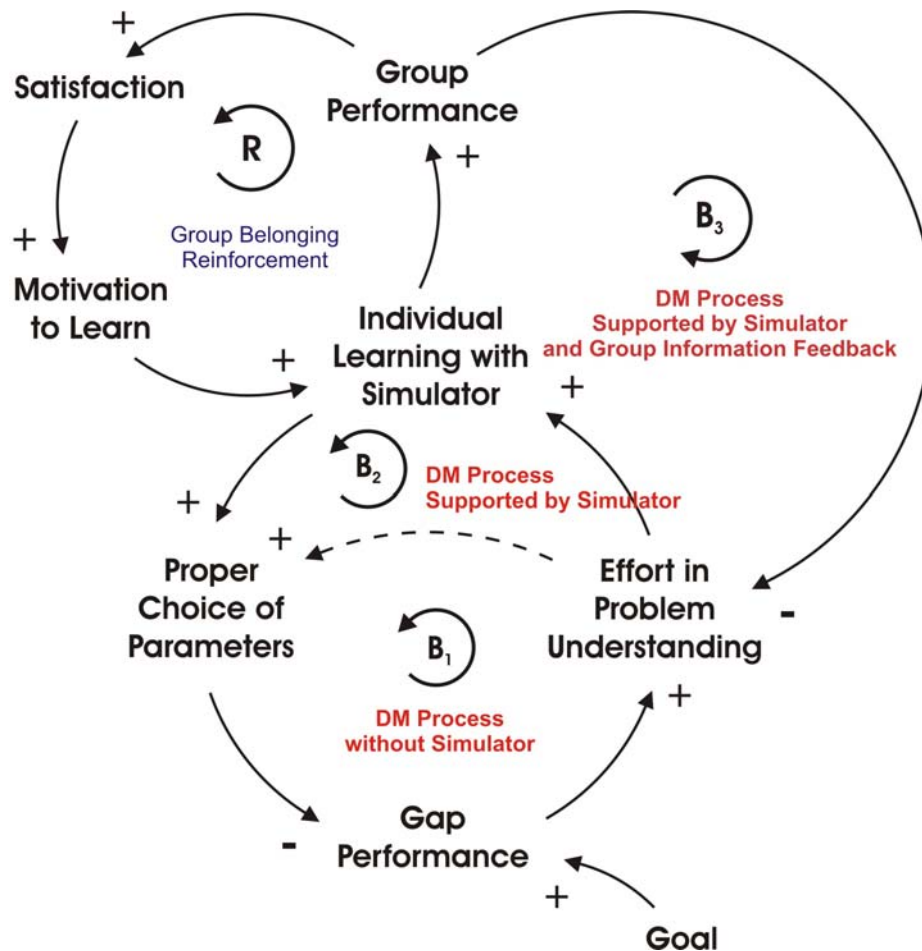 +
Satisfaction
Group
Performance
R
+
B3
+
Group Belonging
Reinforcement
Motivation
to Learn
DM Process
Supported by Simulator
and Group Information Feedback
Individual
Learning with
Simulator
+
+
B2
DM Process
Supported by Simulator
+
+
Proper
Choice of
Parameters
Effort in
Problem
Understanding
-
B1
+
DM Process
without Simulator
Gap
Performance
-
+
Goal